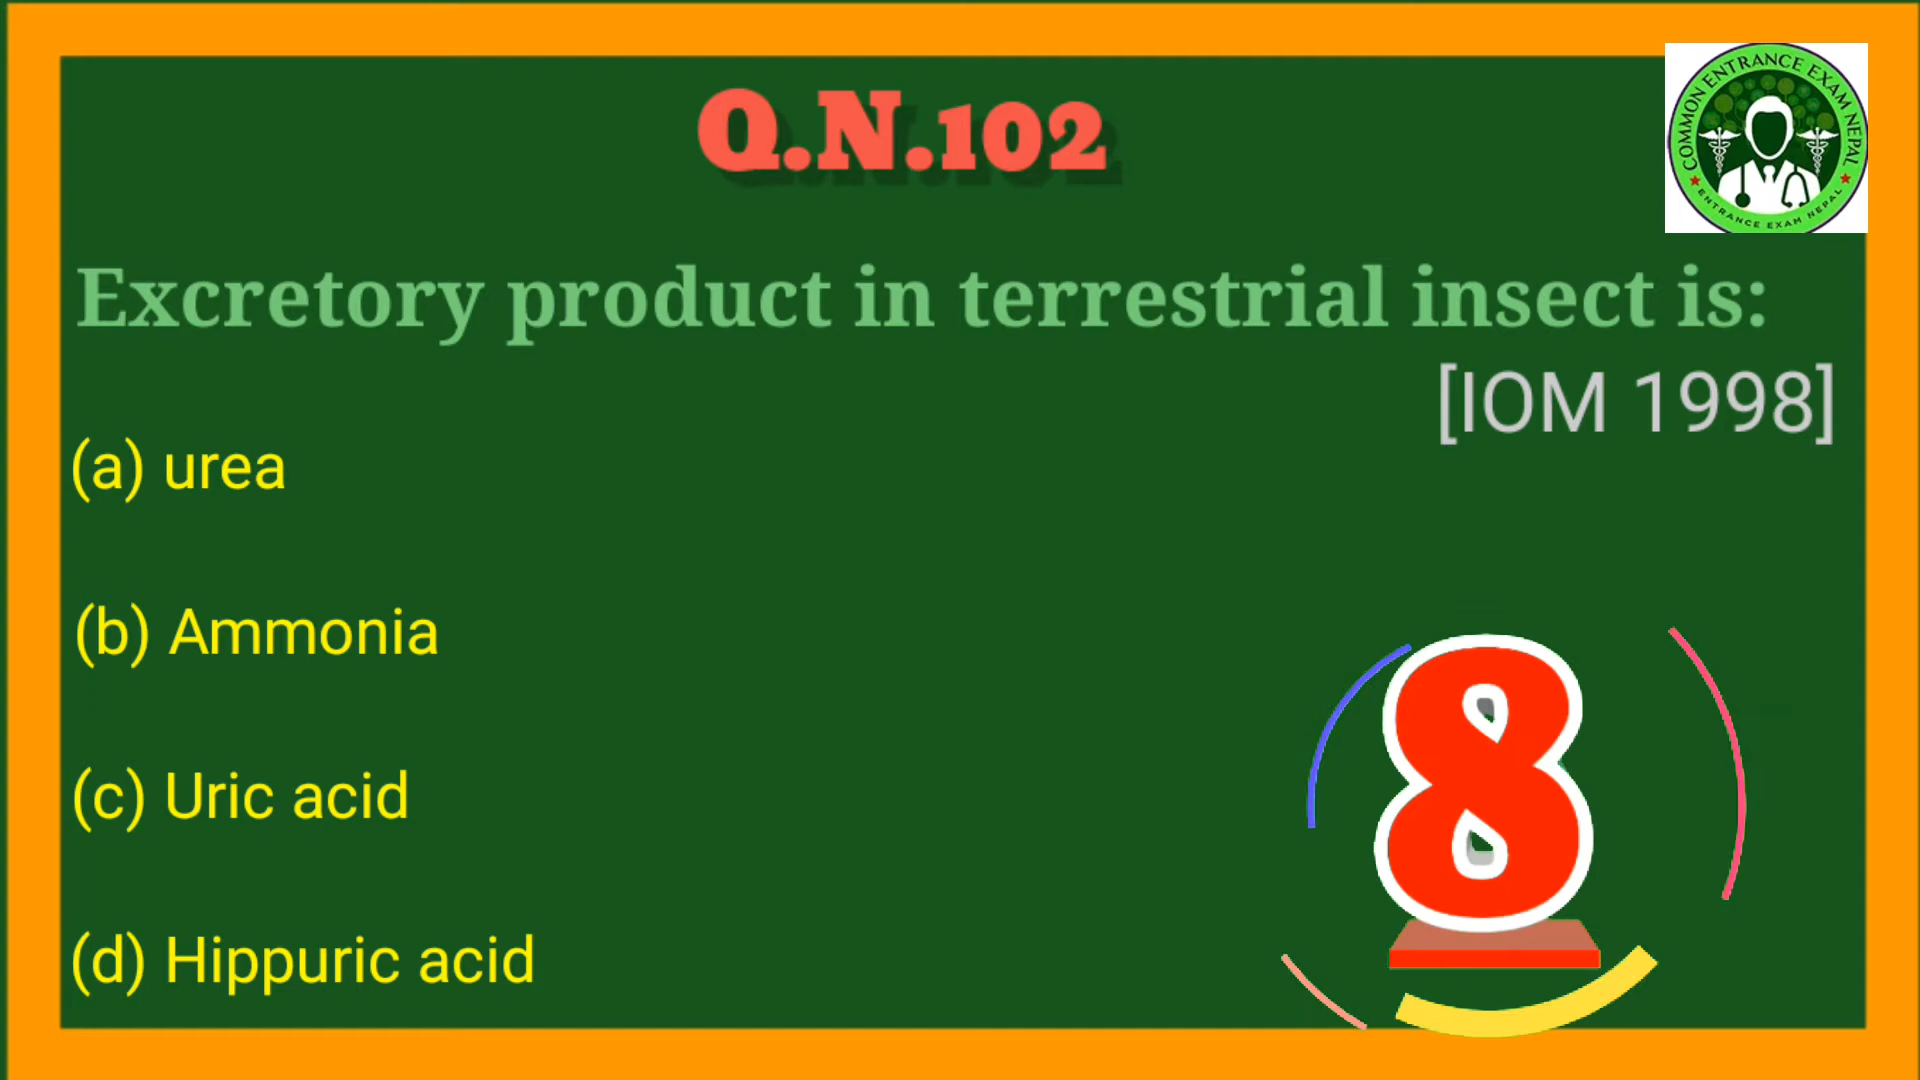 COMMON ENTRANCE EXAM NEPAL
ENTRANCE EXAM NEPAL
Q.N.102
Excretory product in terrestrial insect is:
[IOM 1998]
(a) urea
(b) Ammonia
(c) Uric acid
(d) Hippuric acid
8